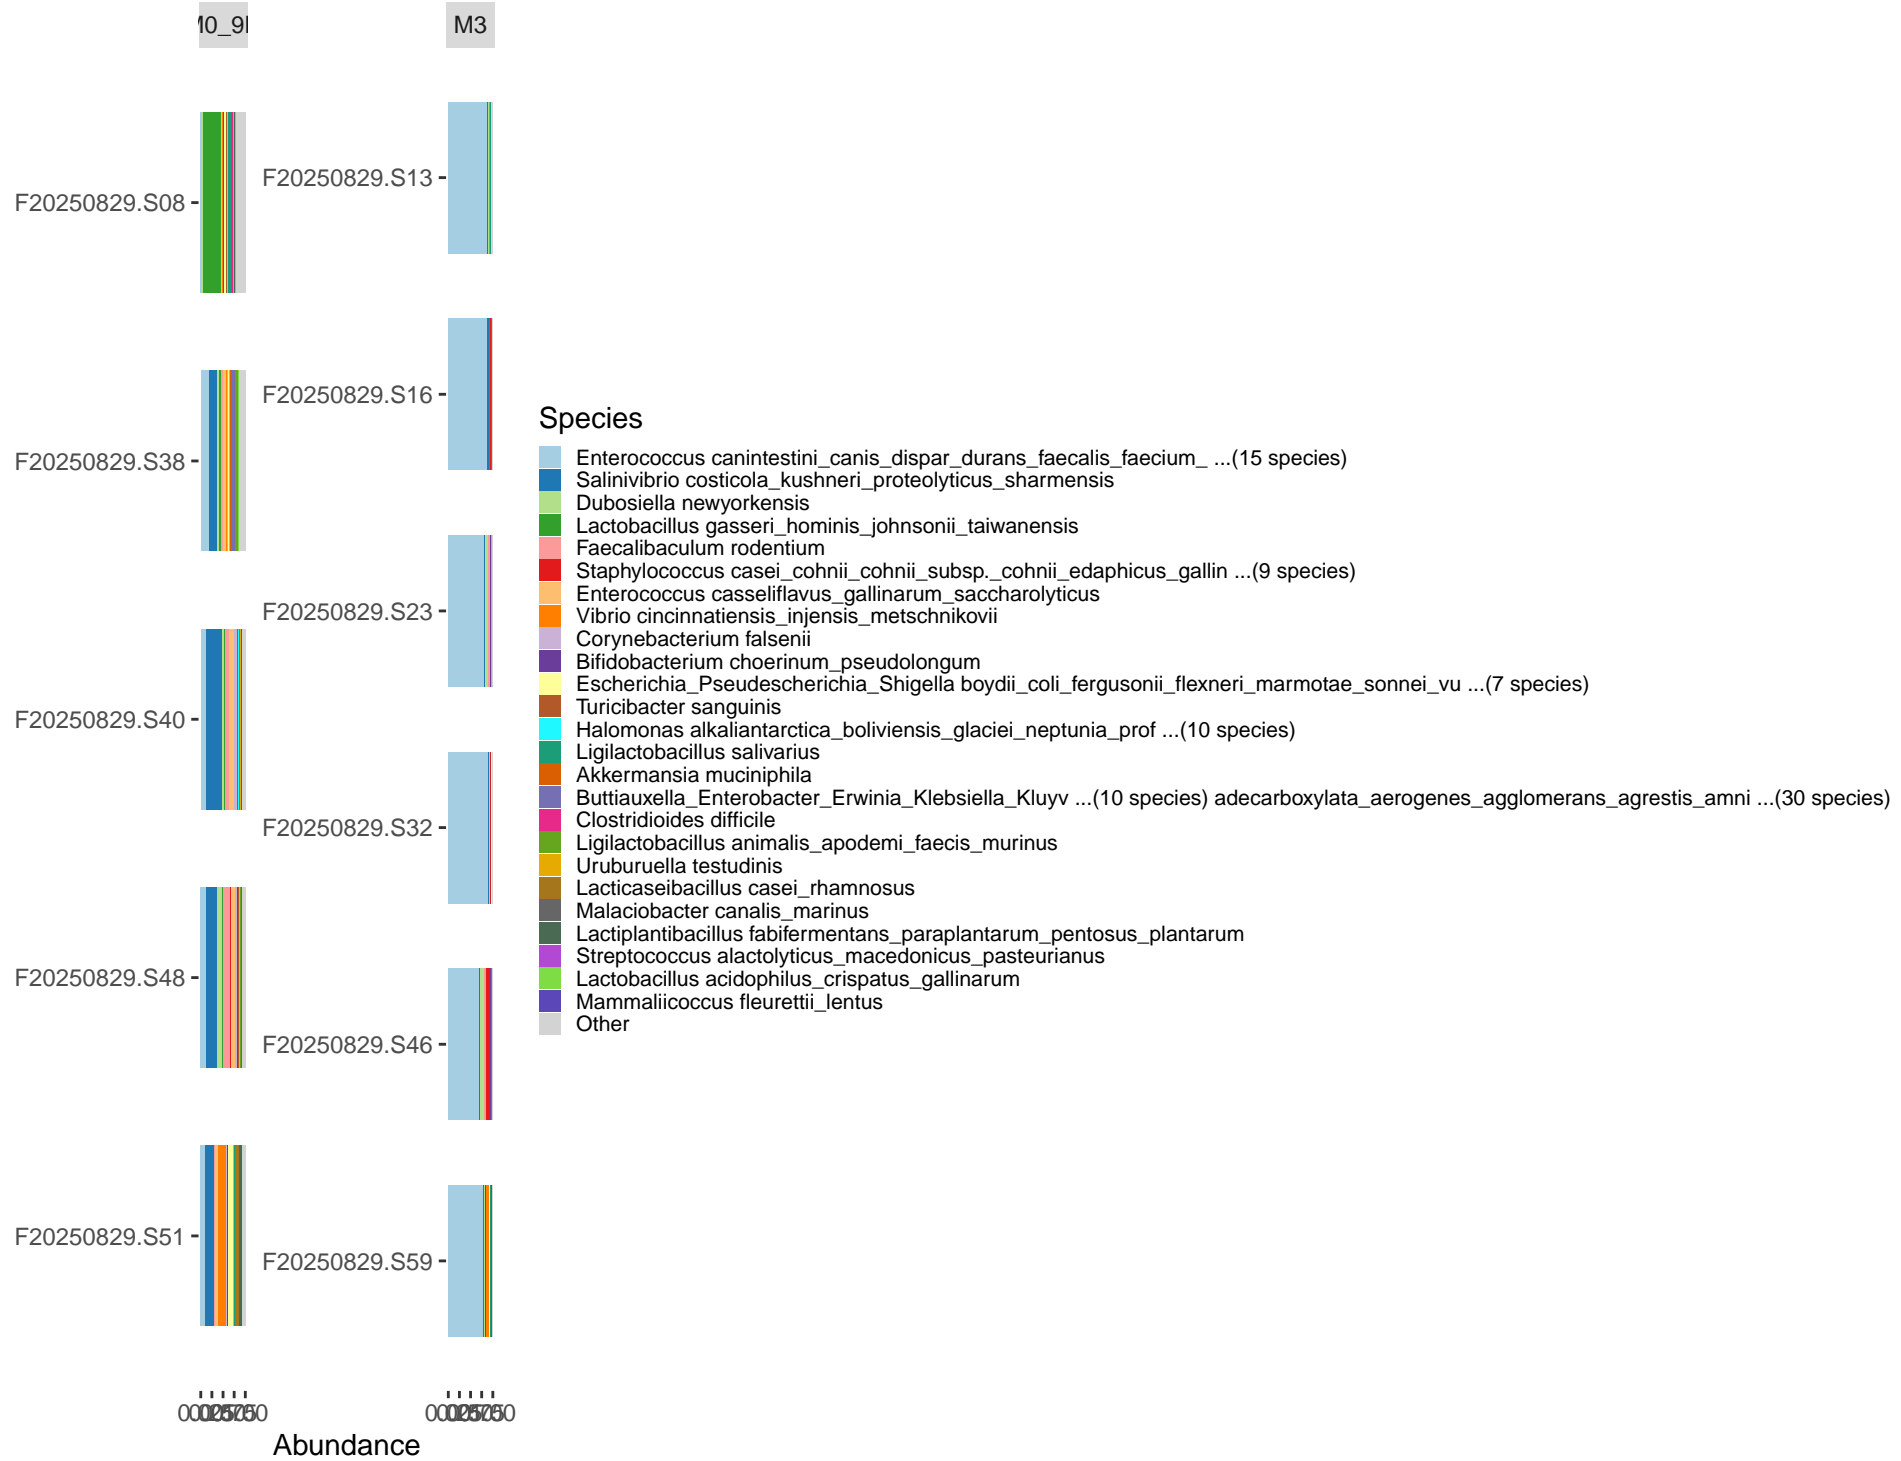 M3
F20250829.S08
F20250829.S38
F20250829.S40
F20250829.S48
F20250829.S51
F20250829.S13
F20250829.S16
F20250829.S23
F20250829.S32
F20250829.S46
F20250829.S59
Abundance
Species
Enterococcus canintestini_canis_dispar_durans_faecalis_faecium_ ...(15 species)
Salinivibrio costicola_kushneri_proteolyticus_sharmensis
Dubosiella newyorkensis
Lactobacillus gasseri_hominis_johnsonii_taiwanensis
Faecalibaculum rodentium
Staphylococcus casei_cohnii_cohnii_subsp._cohnii_edaphicus_gallin ...(9 species)
Enterococcus casseliflavus_gallinarum_saccharolyticus
Vibrio cincinnatiensis_injensis_metschnikovii
Corynebacterium falsenii
Bifidobacterium choerinum_pseudolongum
Escherichia_Pseudescherichia_Shigella boydii_coli_fergusonii_flexneri_marmotae_sonnei_vu ...(7 species)
Turicibacter sanguinis
Halomonas alkaliantarctica_boliviensis_glaciei_neptunia_prof ...(10 species)
Ligilactobacillus salivarius
Akkermansia muciniphila
Buttiauxella_Enterobacter_Erwinia_Klebsiella_Kluyv ...(10 species) adecarboxylata_aerogenes_agglomerans_agrestis_amni ...(30 species)
Clostridioides difficile
Ligilactobacillus animalis_apodemi_faecis_murinus
Uruburuella testudinis
Lacticaseibacillus casei_rhamnosus
Malaciobacter canalis_marinus
Lactiplantibacillus fabifermentans_paraplantarum_pentosus_plantarum
Streptococcus alactolyticus_macedonicus_pasteurianus
Lactobacillus acidophilus_crispatus_gallinarum
Mammaliicoccus fleurettii_lentus
Other